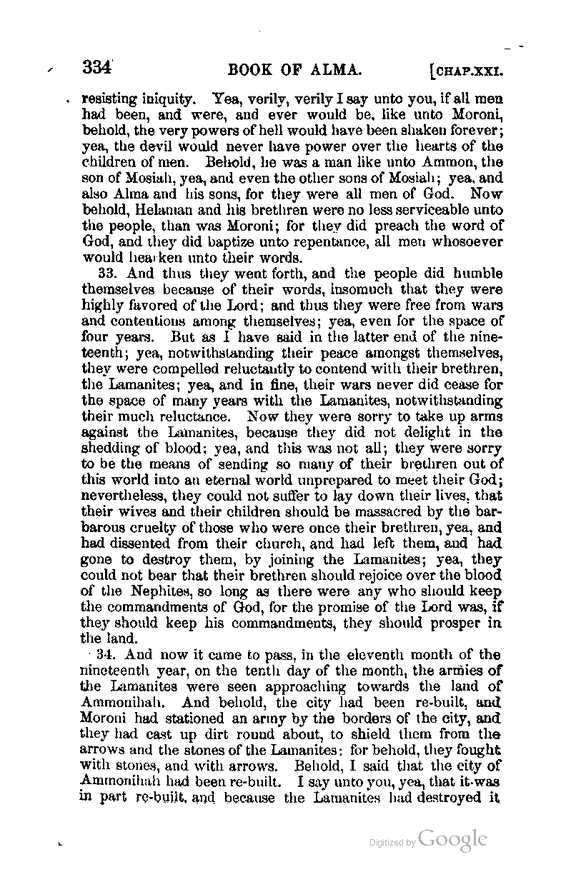 334 BOOK OF ALMA. [CHAP.XXI.
resisting iniquity. Yea, verily, verily I say unto you, if all men
had been, and were, and ever would be, like unto Moroni,
behold, the very powers of hell would have been shaken forever;
yea, the devil would never have power over the hearts of the
children of men. Behold, he was a man like unto Ammon, the
son of Mosiah, yea, and even the other sons of Mosiah; yea, and
also Alma and his sons, for they were all men of God. Now
behold, Helaman and his brethren were no less serviceable unto
the people, than was Moroni; for they did preach the word of
God, and they did baptize unto repentance, all men whosoever
would hearken unto their words.
33. And thus they went forth, and the people did humble
themselves because of their words, insomuch that they were
highly favored of the Lord; and thus they were free from wars
and contentions among themselves; yea, even for the space of
four years. But as I have said in the latter end of the nine-
teenth; yea, notwithstanding their peace amongst themselves,
they were compelled reluctantly to contend with their brethren,
the Lamanites; yea, and in fine, their wars never did cease for
the space of many years with the Lamanites, notwithstanding
their much reluctance. Now they were sorry to take up arms
against the Lamanites, because they did not delight in the
shedding of blood; yea, and this was not all; they were sorry
to be the means of sending so many of their brethren out of
this world into an eternal world unprepared to meet their God;
nevertheless, they could not suffer to lay down their lives, that
their wives and their children should be massacred by the bar-
barous cruelty of those who were once their brethren, yea, and
had dissented from their church, and had left them, and had
gone to destroy them, by joining the Lamanites; yea, they
could not bear that their brethren should rejoice over the blood
of the Nephites, so long as there were any who should keep
the commandments of God, for the promise of the Lord was, if
they should keep his commandments, they should prosper in
the land.
34. And now it came to pass, in the eleventh month of the
nineteenth year, on the tenth day of the month, the armies of
the Lamanites were seen approaching towards the land of
Ammonihah. And behold, the city had been re-built, and
Moroni had stationed an army by the borders of the city, and
they had cast up dirt round about, to shield them from the
arrows and the stones of the Lamanites; for behold, they fought
with stones, and with arrows. Behold, I said that the city of
Ammonihah had been re-built. I say unto you, yea, that it was
in part re-built, and because the Lamanites had destroyed it
Digitized by Google